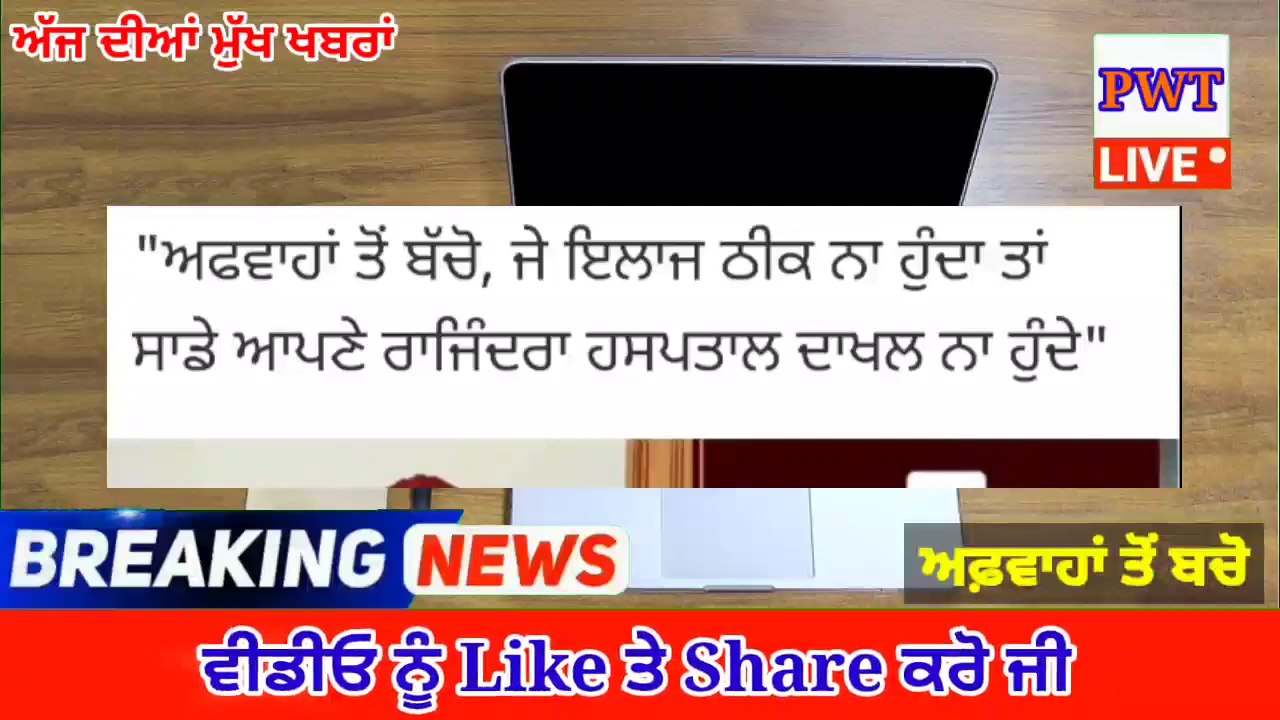 ਅੱਜ ਦੀਆਂ ਮੁੱਖ ਖਬਰਾਂ
PWT
LIVE
"ਅਫਵਾਹਾਂ ਤੋਂ ਬੱਚੋ, ਜੇ ਇਲਾਜ ਠੀਕ ਨਾ ਹੁੰਦਾ ਤਾਂ
ਸਾਡੇ ਆਪਣੇ ਰਾਜਿੰਦਰਾ ਹਸਪਤਾਲ ਦਾਖਲ ਨਾ ਹੁੰਦੇ"
BREAKING NEWS
ਅਫ਼ਵਾਹਾਂ ਤੋਂ ਬਚੋ
ਵੀਡੀਓ ਨੂੰ Like ਤੇ Share ਕਰੋ ਜੀ